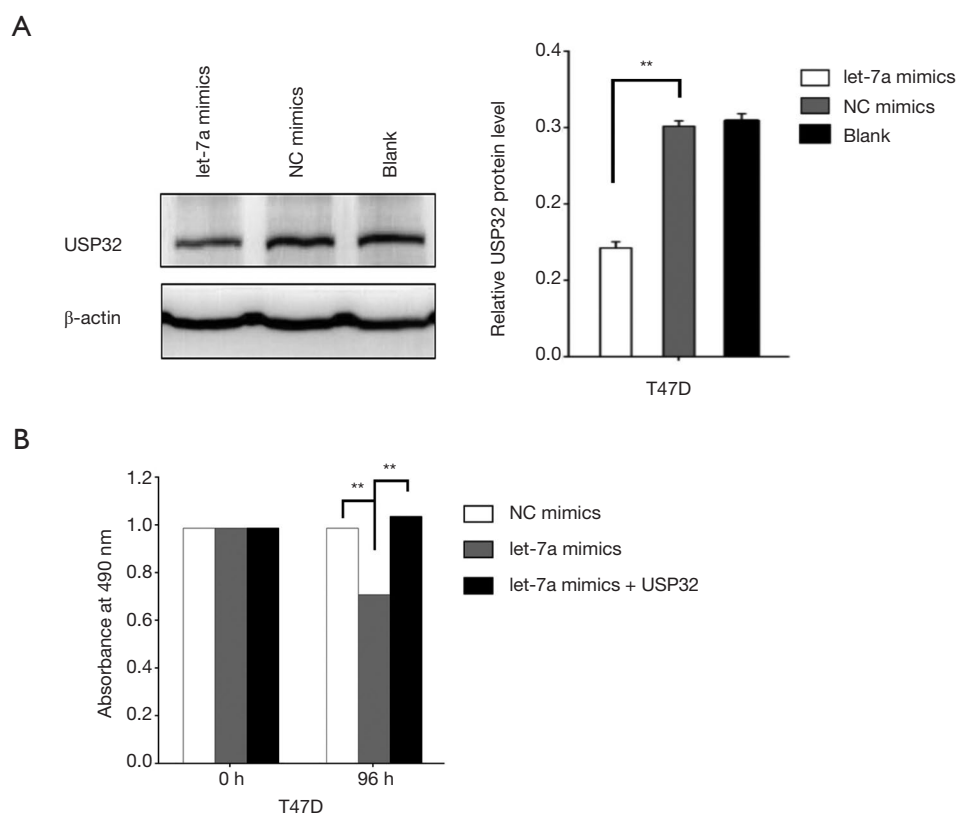 A
let-7a mimics
NC mimics
Blank
USP32
β-actin
Relative USP32 protein level
0.4
0.3
0.2
0.2
0.0
**
T47D
let-7a mimics
NC mimics
Blank
B
Absorbance at 490 nm
1.2
1.0
0.8
0.6
0.4
0.2
0.0
**
**
0 h
96 h
T47D
NC mimics
let-7a mimics
let-7a mimics + USP32